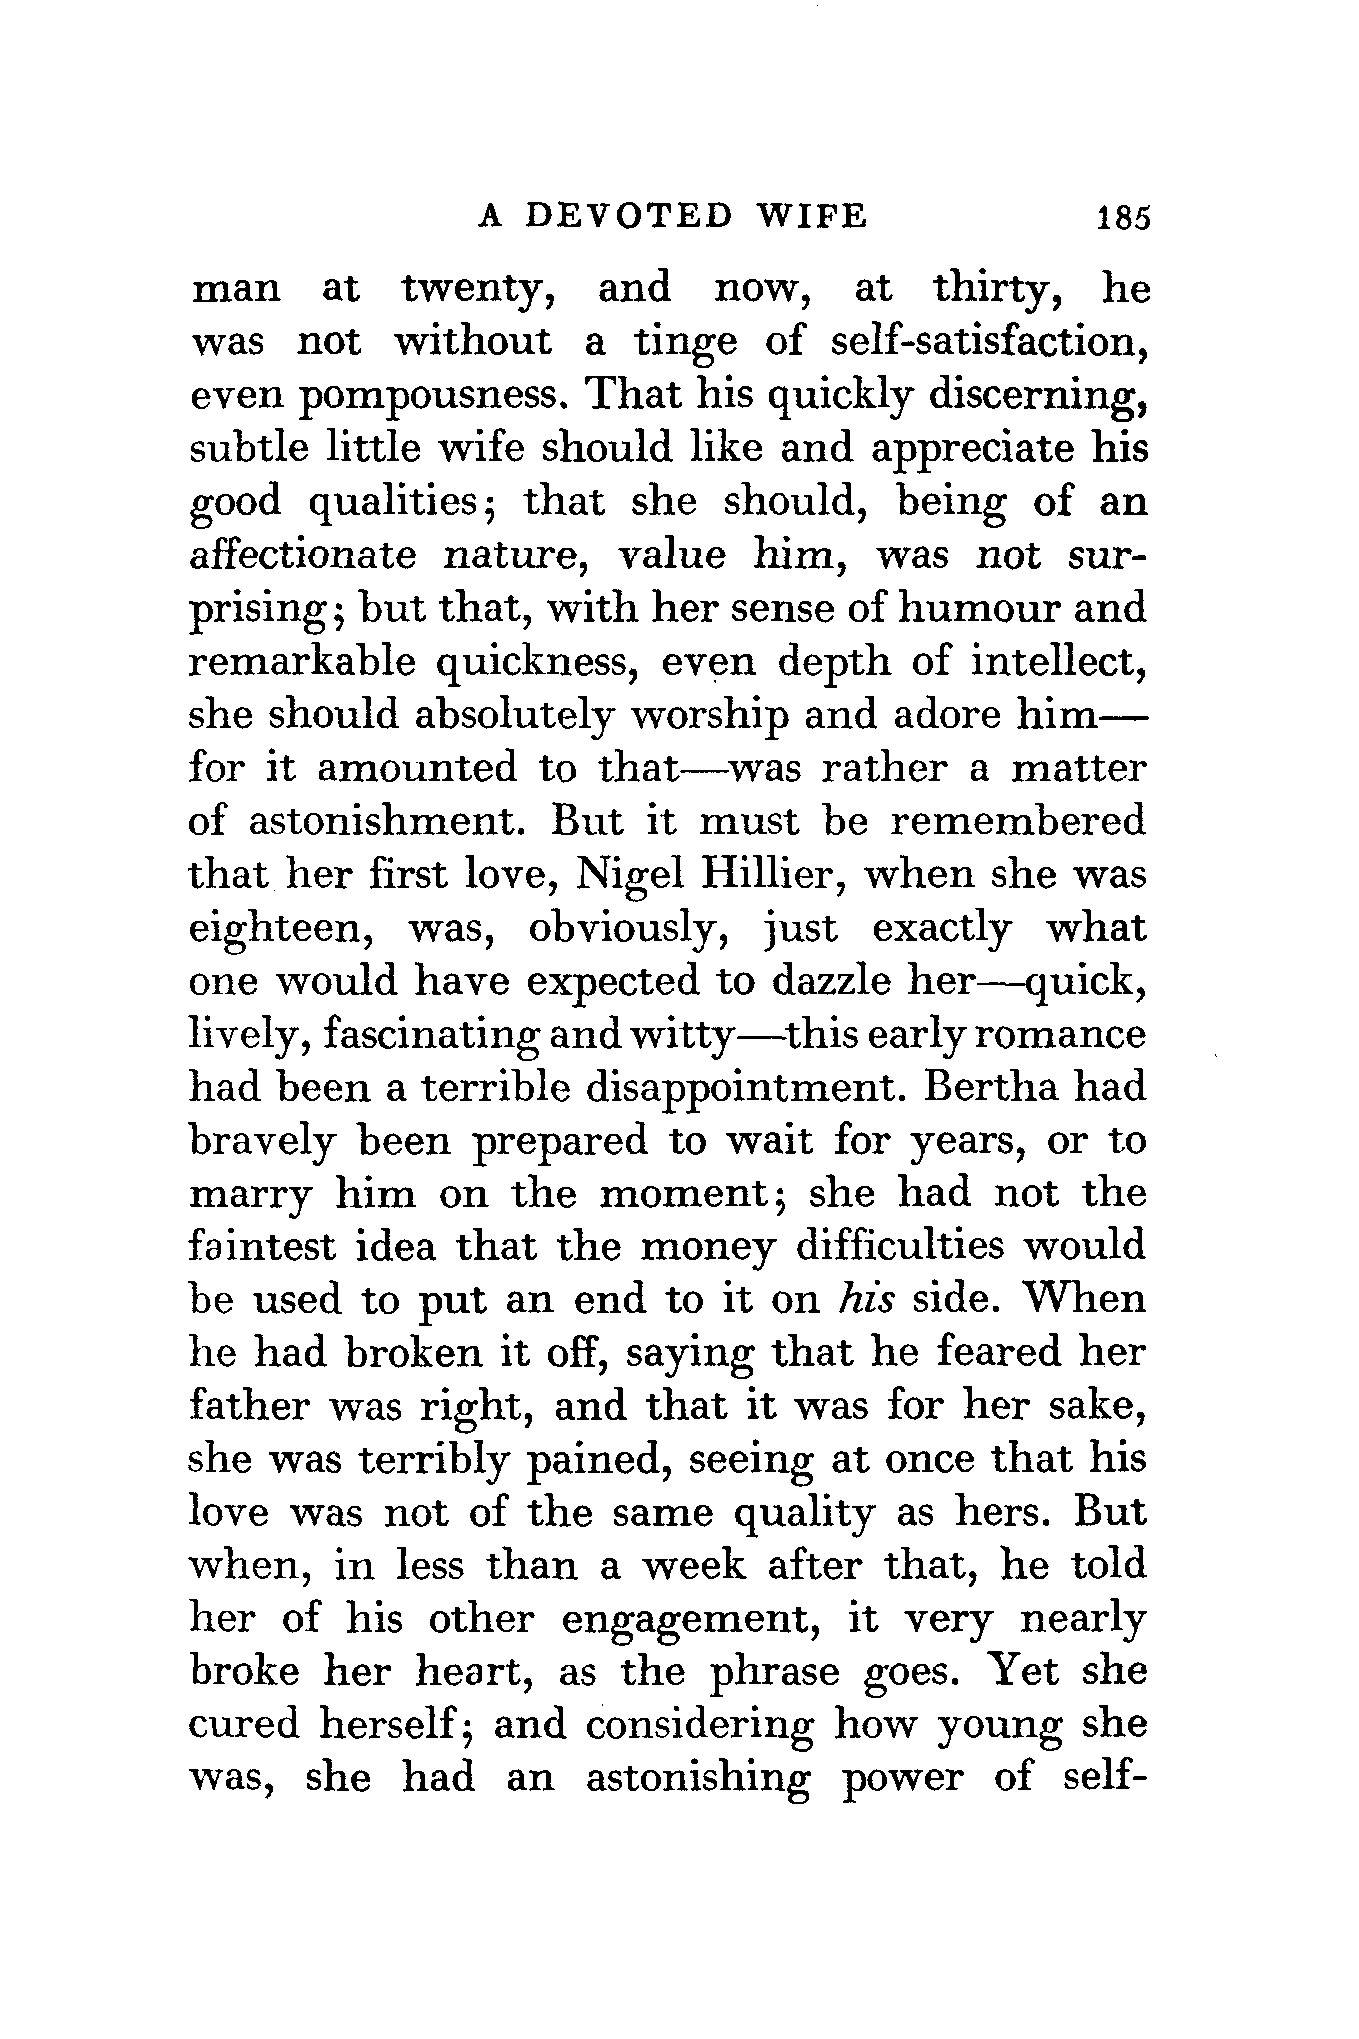 A DEVOTED WIFE 185
man at twenty, and now, at thirty, he
was not without a tinge of self-satisfaction,
even pompousness. That his quickly discerning,
subtle little wife should like and appreciate his
good qualities; that she should, being of an
affectionate nature, value him, was not sur-
prising; but that, with her sense of humour and
remarkable quickness, even depth of intellect,
she should absolutely worship and adore him—
for it amounted to that—was rather a matter
of astonishment. But it must be remembered
that her first love, Nigel Hillier, when she was
eighteen, was, obviously, just exactly what
one would have expected to dazzle her—quick,
lively, fascinating and witty—this early romance
had been a terrible disappointment. Bertha had
bravely been prepared to wait for years, or to
marry him on the moment; she had not the
faintest idea that the money difficulties would
be used to put an end to it on his side. When
he had broken it off, saying that he feared her
father was right, and that it was for her sake,
she was terribly pained, seeing at once that his
love was not of the same quality as hers. But
when, in less than a week after that, he told
her of his other engagement, it very nearly
broke her heart, as the phrase goes. Yet she
cured herself; and considering how young she
was, she had an astonishing power of self-